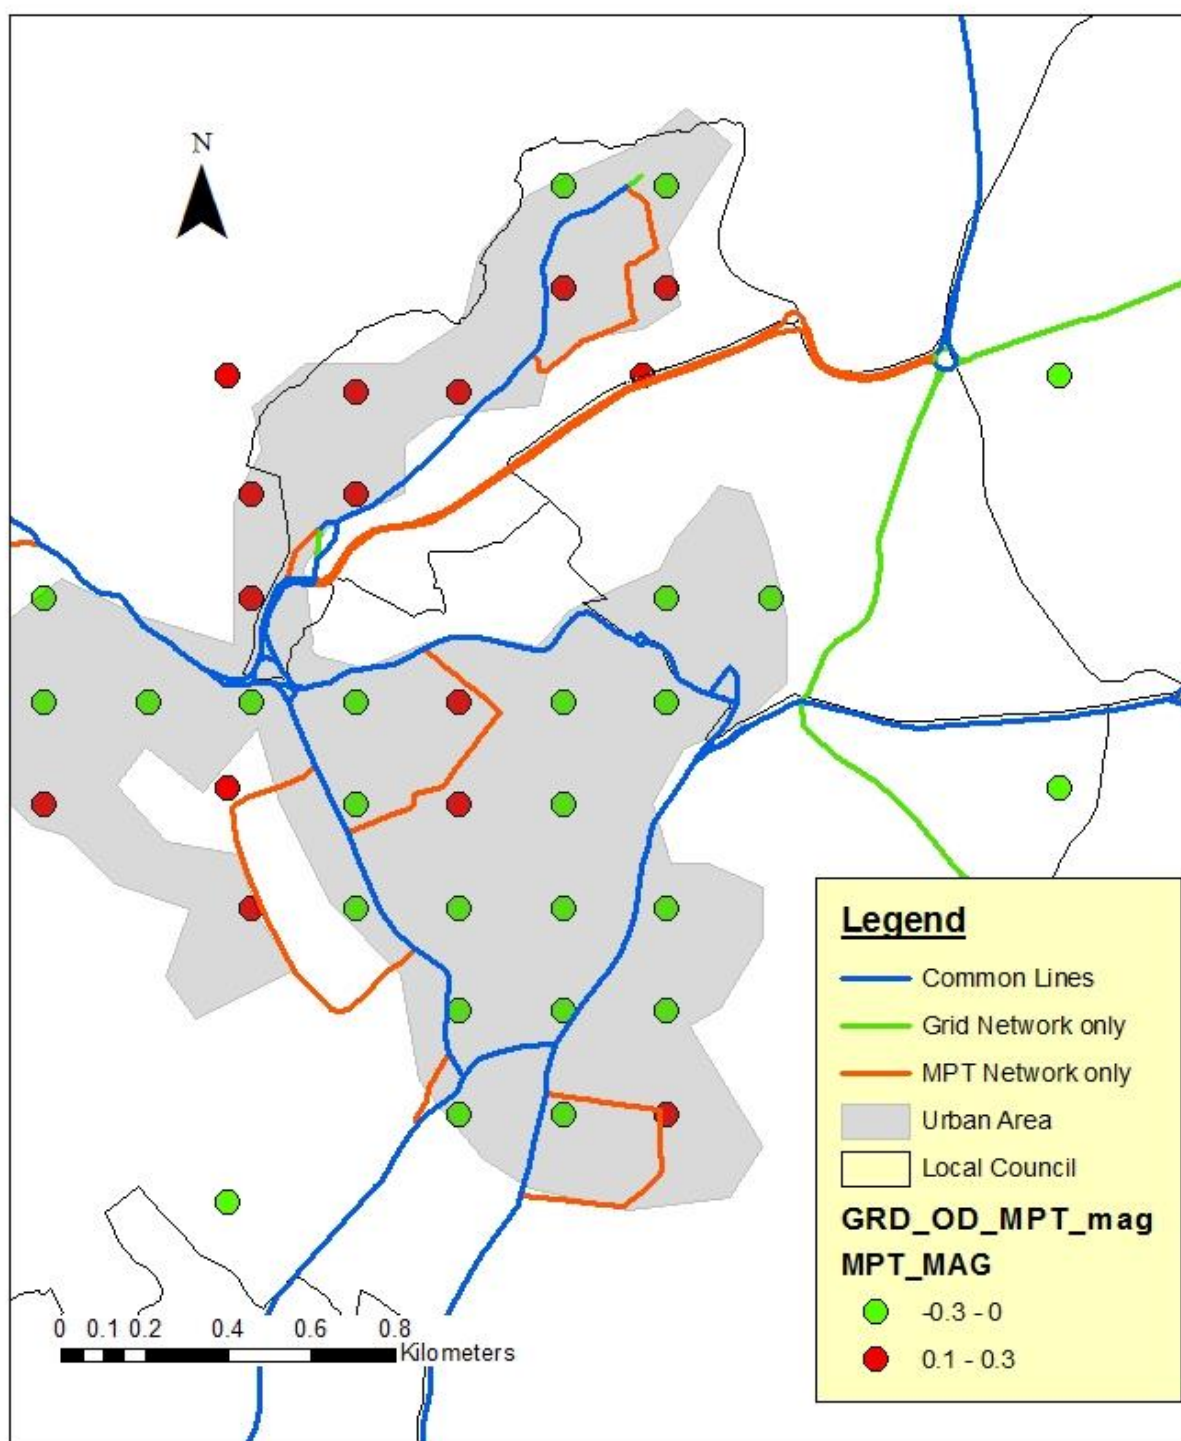 N
Legend
Common Lines
Grid Network only
MPT Network only
Urban Area
Local Council
GRD_OD_MPT_mag
MPT_MAG
-0.3 - 0
0.1 - 0.3
0 0.1 0.2 0.4 0.6 0.8
Kilometers